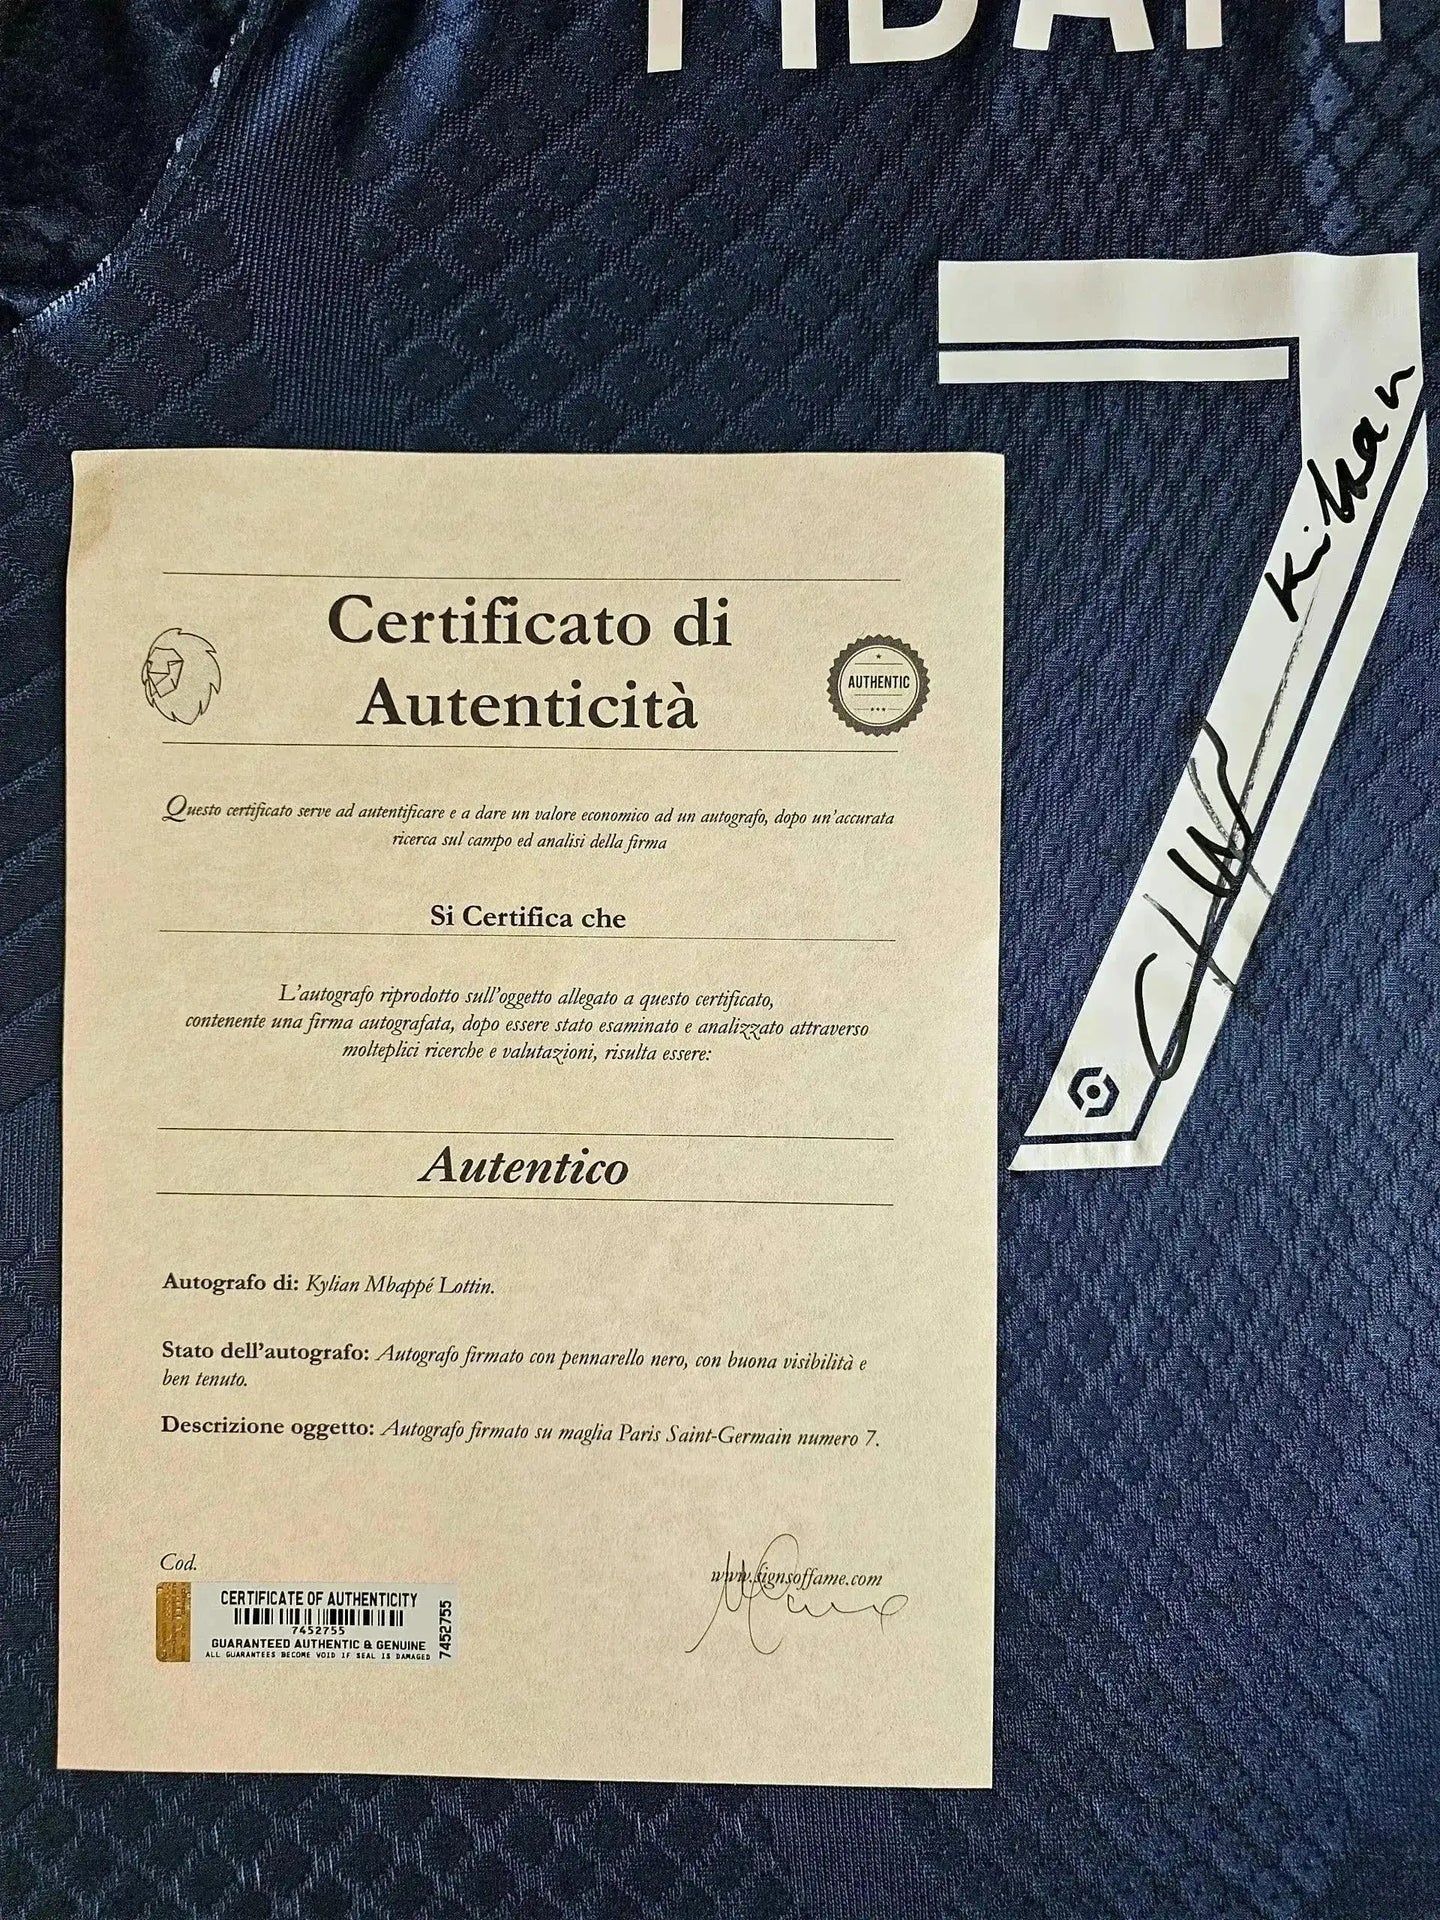 MBAPP
7
Certificato di
Autenticità
AUTHENTIC
Questo certificato serve ad autentificare e a dare un valore economico ad un autografo, dopo un'accurata
ricerca sul campo ed analisi della firma
Si Certifica che
L'autografo riprodotto sull'oggetto allegato a questo certificato,
contenente una firma autografata, dopo essere stato esaminato e analizzato attraverso
molteplici ricerche e valutazioni, risulta essere:
Autentico
Autografo di: Kylian Mbappé Lottin.
Stato dell'autografo: Autografo firmato con pennarello nero, con buona visibilità e
ben tenuto.
Descrizione oggetto: Autografo firmato su maglia Paris Saint-Germain numero 7.
Cod.
www.signsoffame.com
CERTIFICATE OF AUTHENTICITY
7452755
GUARANTEED AUTHENTIC & GENUINE
ALL GUARANTEES BECOME VOID IF SEAL IS DAMAGED
7452755